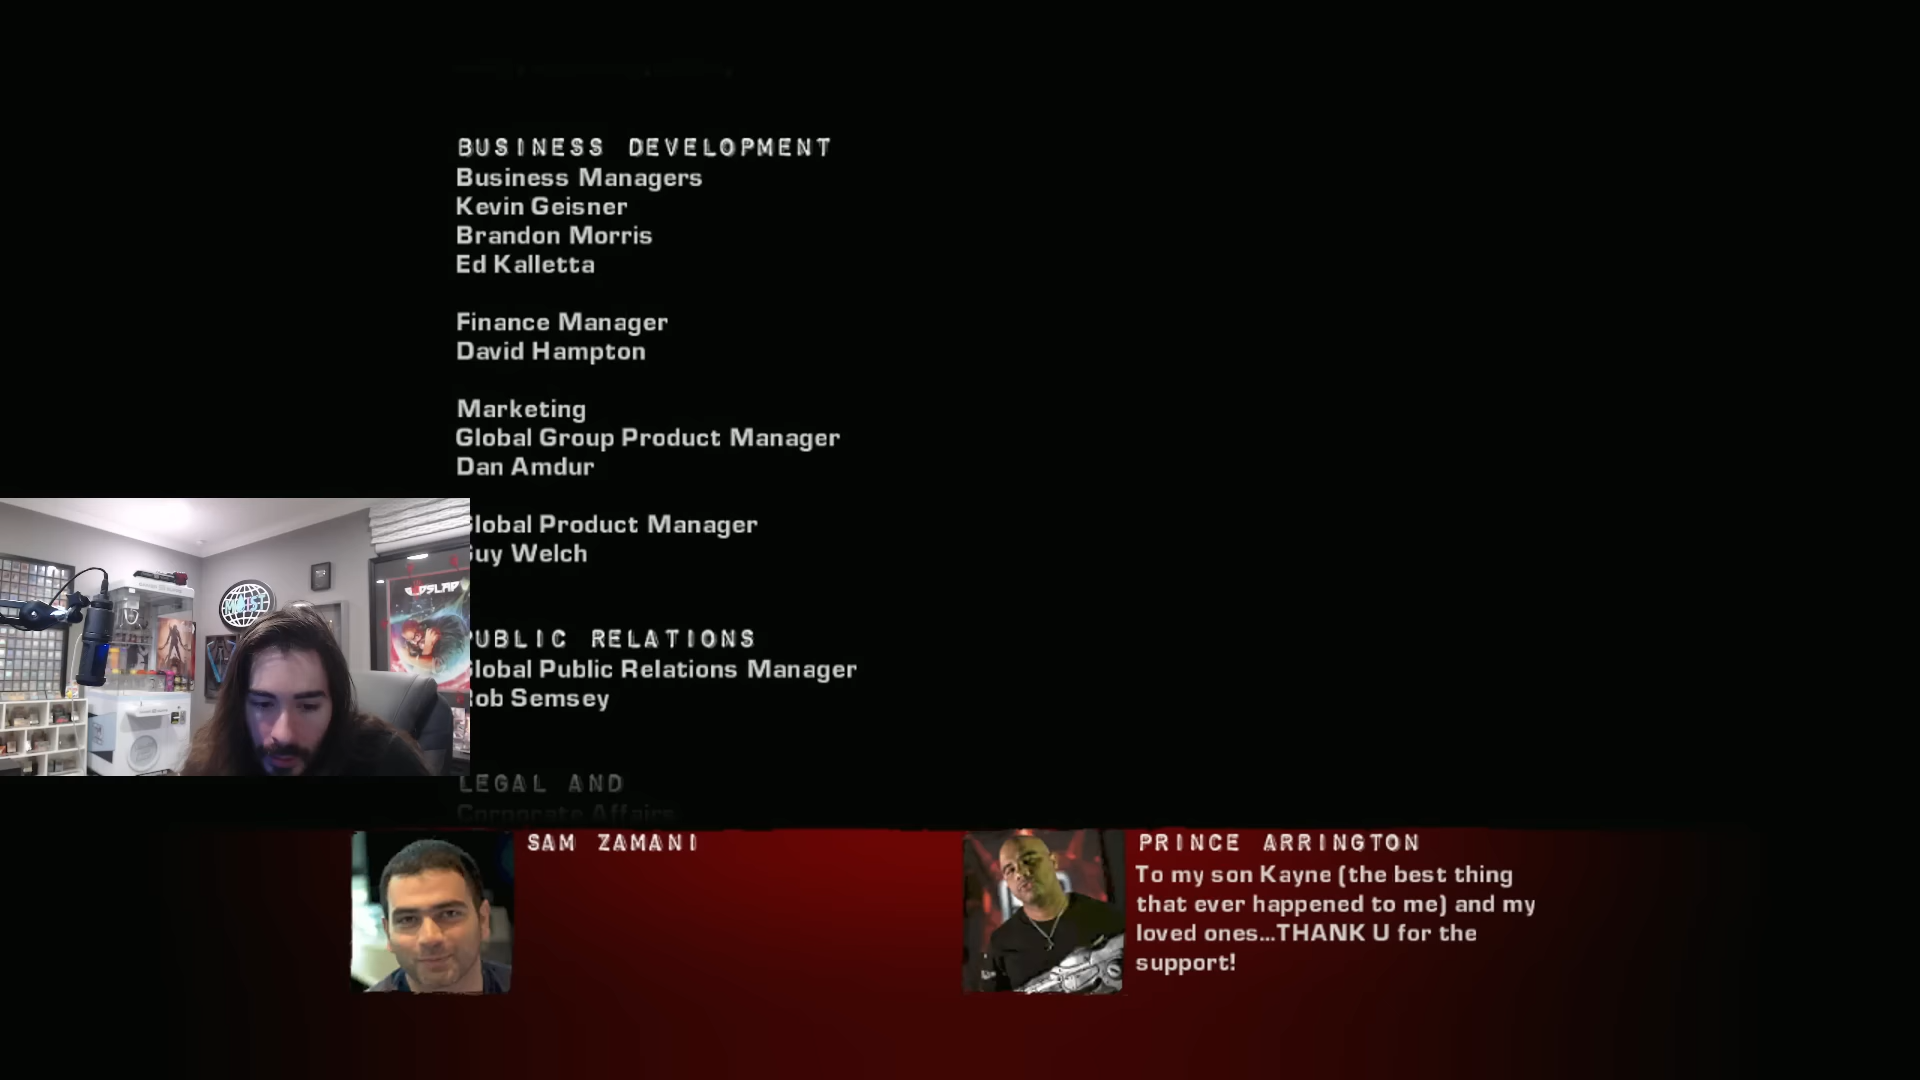 BUSINESS DEVELOPMENT
Business Managers
Kevin Geisner
Brandon Morris
Ed Kalletta
Finance Manager
David Hampton
Marketing
Global Group Product Manager
Dan Amdur
lobal Product Manager
uy Welch
UBLIC RELATIONS
lobal Public Relations Manager
ob Semsey
LEGAL AND
Corporate Affairs
SAM ZAMANI
PRINCE ARRINGTON
To my son Kayne (the best thing
that ever happened to me) and my
loved ones...THANK U for the
support!